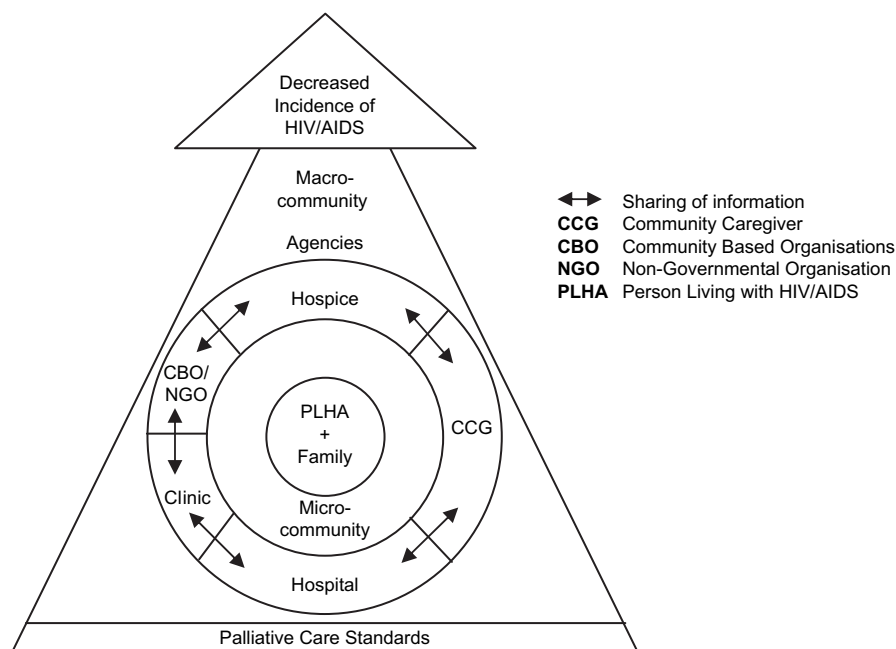 Decreased
Incidence of
HIV/AIDS
Macro-
community
Agencies
Hospice
CBO/
NGO
PLHA
+
Family
CCG
Clinic
Micro-
community
Hospital
Palliative Care Standards
Sharing of information
CCG Community Caregiver
CBO Community Based Organisations
NGO Non-Governmental Organisation
PLHA Person Living with HIV/AIDS